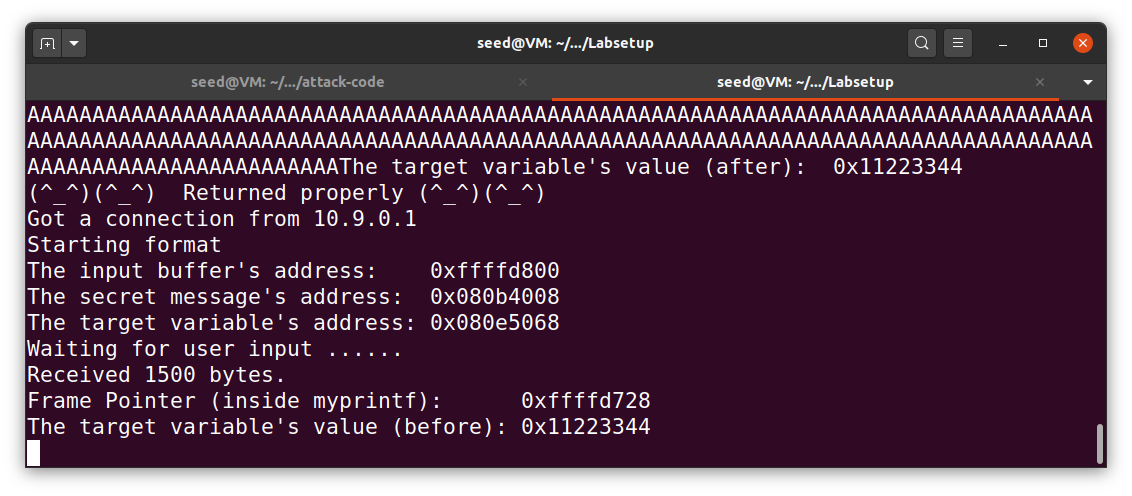 seed@VM: ~/.../Labsetup
seed@VM: ~/.../attack-code
seed@VM: ~/.../Labsetup
AAAAAAAAAAAAAAAAAAAAAAAAAAAAAAAAAAAAAAAAAAAAAAAAAAAAAAAAAAAAAAAAAAAAAAAAAAAAAAAAAA
AAAAAAAAAAAAAAAAAAAAAAAAAAAAAAAAAAAAAAAAAAAAAAAAAAAAAAAAAAAAAAAAAAAAAAAAAAAAAAAAAA
AAAAAAAAAAAAAAAAAAAAAAAAThe target variable's value (after):  0x11223344
(^_^)(^_^)  Returned properly (^_^)(^_^)
Got a connection from 10.9.0.1
Starting format
The input buffer's address:    0xffffd800
The secret message's address:  0x080b4008
The target variable's address: 0x080e5068
Waiting for user input ......
Received 1500 bytes.
Frame Pointer (inside myprintf):      0xffffd728
The target variable's value (before): 0x11223344